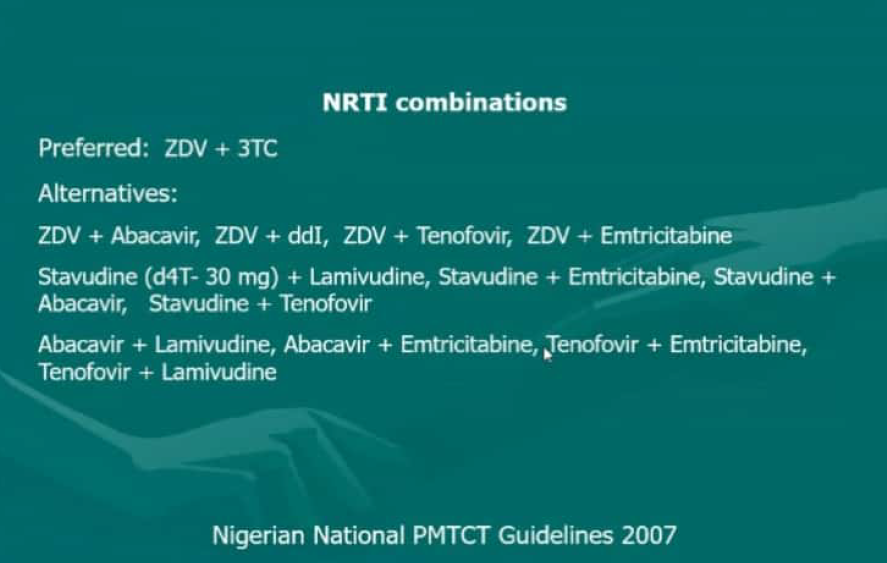 NRTI combinations
Preferred: ZDV + 3TC
Alternatives:
ZDV + Abacavir, ZDV + ddI, ZDV + Tenofovir, ZDV + Emtricitabine
Stavudine (d4T- 30 mg) + Lamivudine, Stavudine + Emtricitabine, Stavudine +
Abacavir, Stavudine + Tenofovir
Abacavir + Lamivudine, Abacavir + Emtricitabine, Tenofovir + Emtricitabine,
Tenofovir + Lamivudine
Nigerian National PMTCT Guidelines 2007